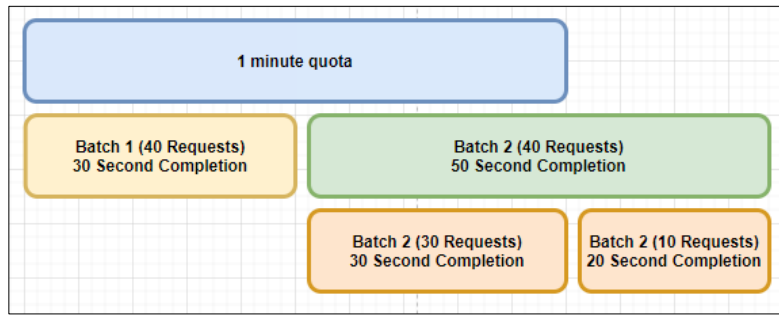 1 minute quota
Batch 1 (40 Requests)
30 Second Completion
Batch 2 (40 Requests)
50 Second Completion
Batch 2 (30 Requests)
30 Second Completion
Batch 2 (10 Requests)
20 Second Completion